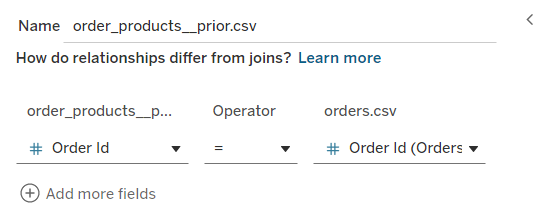 Name order_products__prior.csv
How do relationships differ from joins? Learn more
order_products__p... Operator orders.csv
# Order Id = # Order Id (Orders
Add more fields